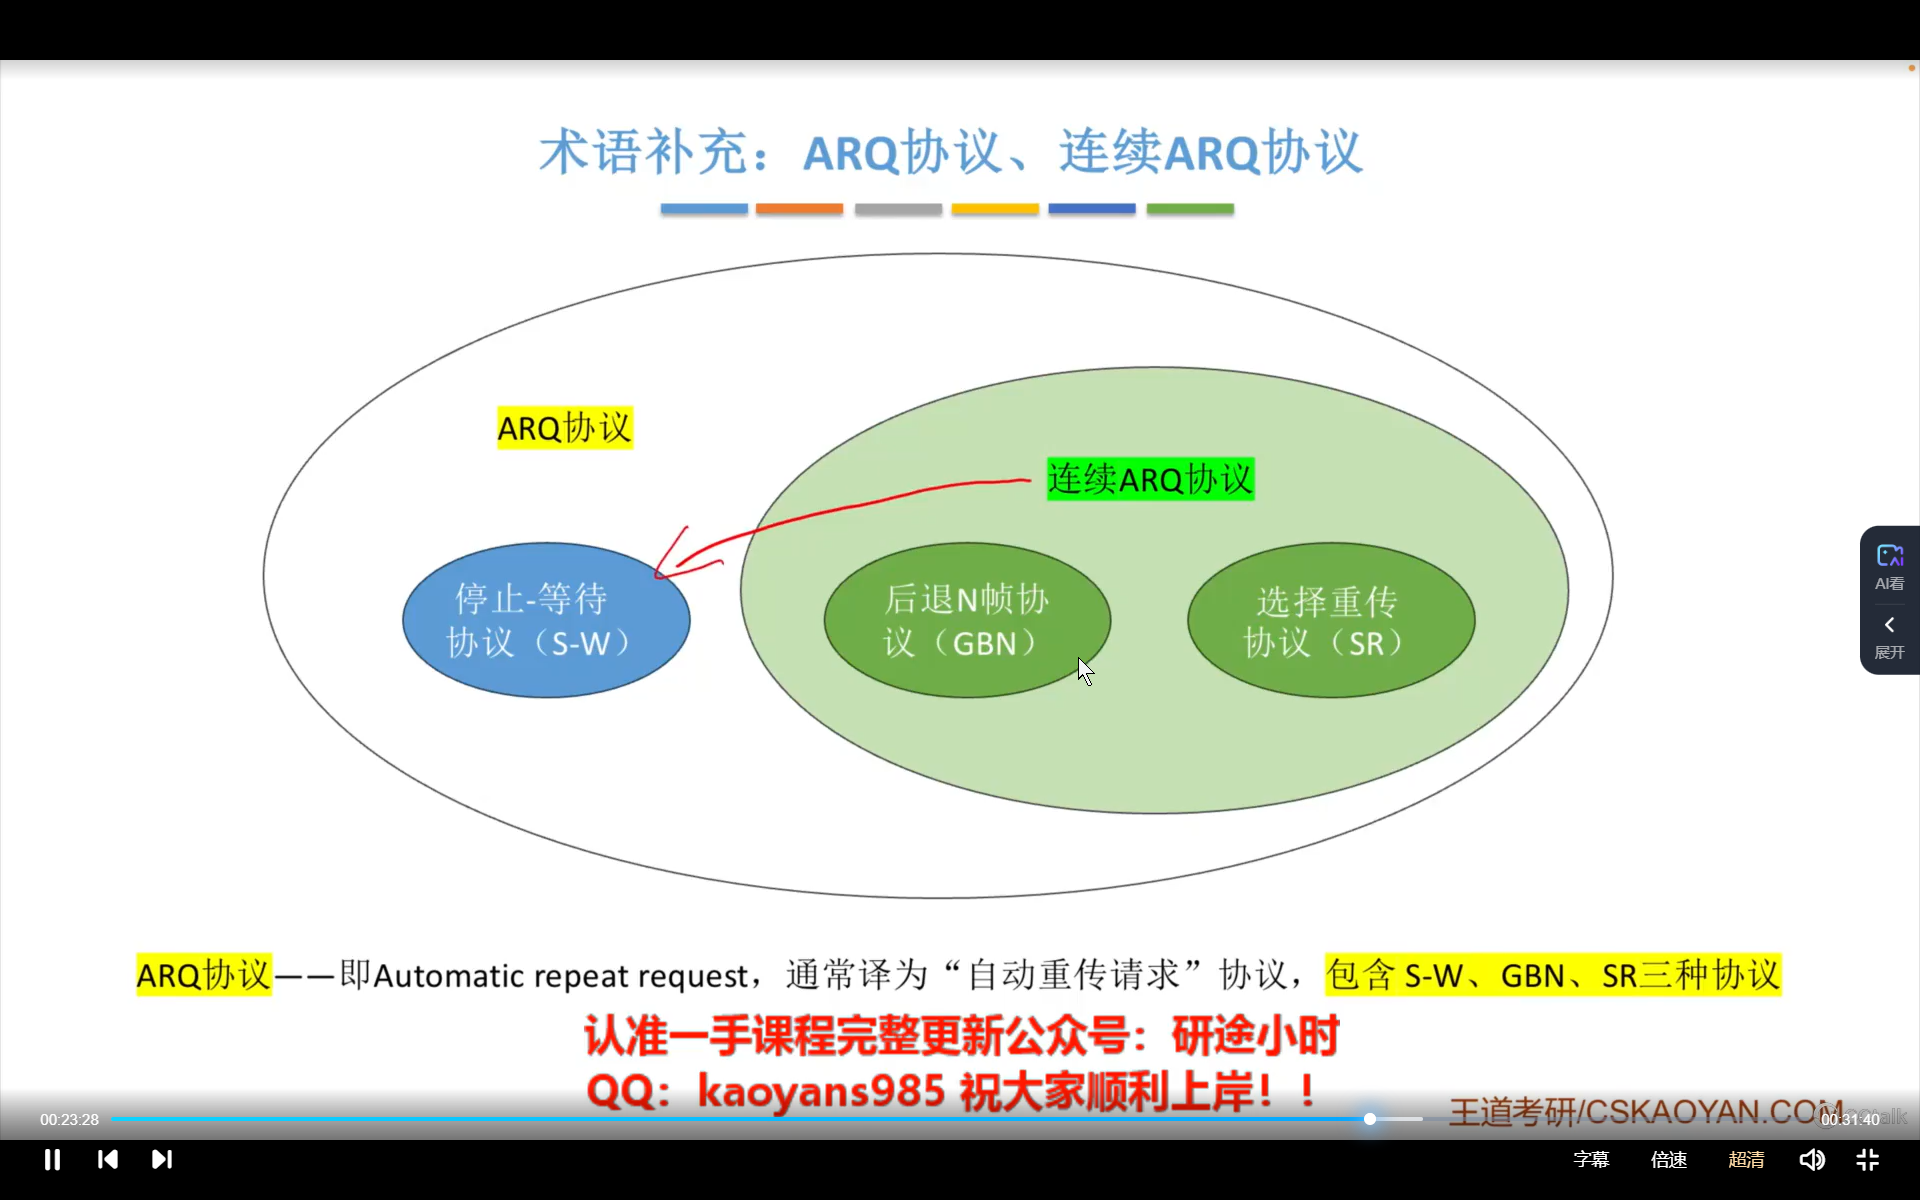 术语补充：ARQ协议、连续ARQ协议
ARQ协议
连续ARQ协议
停止-等待
协议（S-W）
后退N帧协
议（GBN）
选择重传
协议（SR）
AI看
展开
ARQ协议——即Automatic repeat request，通常译为“自动重传请求”协议，包含 S-W、GBN、SR三种协议
认准一手课程完整更新公众号：研途小时
QQ：kaoyans985 祝大家顺利上岸！！
王道考研/CSKAOYAN.COM
00:23:28
00:31:40
字幕
倍速
超清